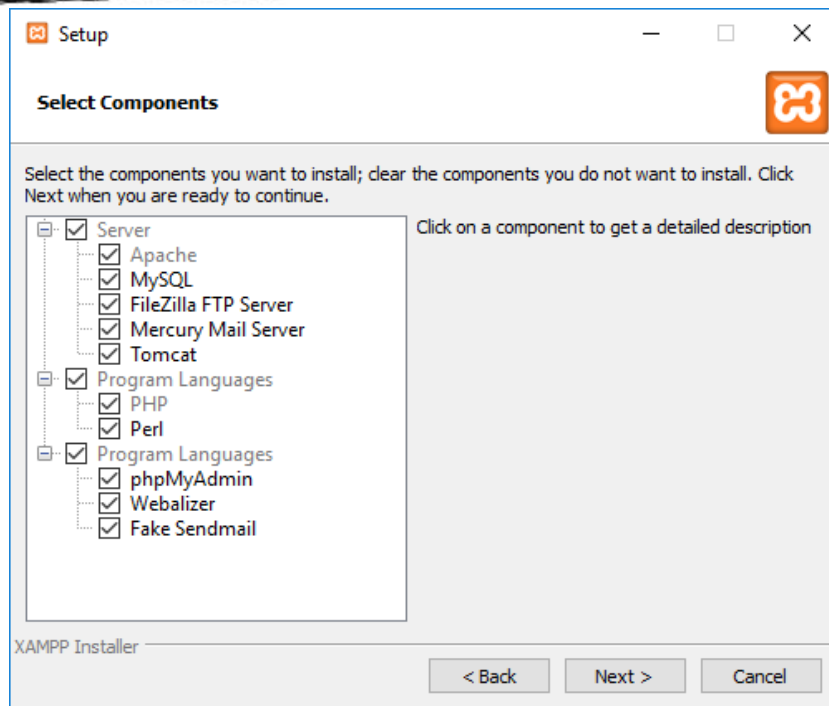 Setup
Select Components
Select the components you want to install; clear the components you do not want to install. Click
Next when you are ready to continue.
Server
Apache
MySQL
FileZilla FTP Server
Mercury Mail Server
Tomcat
Program Languages
PHP
Perl
Program Languages
phpMyAdmin
Webalizer
Fake Sendmail
Click on a component to get a detailed description
XAMPP Installer
< Back
Next >
Cancel